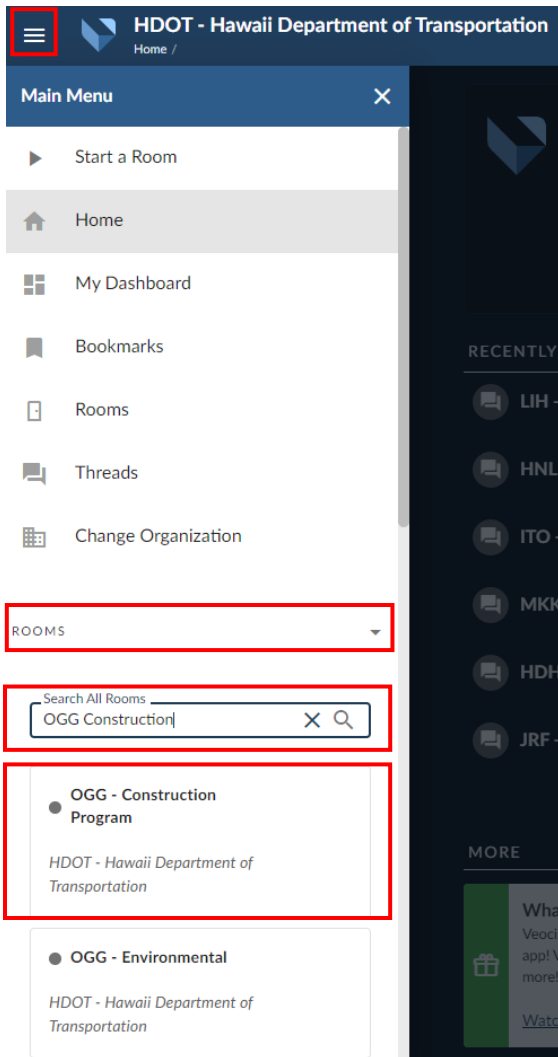 HDOT - Hawaii Department of Transportation
Home /
Main Menu
Start a Room
Home
My Dashboard
Bookmarks
Rooms
Threads
Change Organization
ROOMS
Search All Rooms
OGG Construction
OGG - Construction
Program
HDOT - Hawaii Department of
Transportation
OGG - Environmental
HDOT - Hawaii Department of
Transportation
RECENTLY
LIH -
HNL
ITO -
MKK
HDH
JRF -
MORE
Wha
Veoci
app! V
more!
Watc